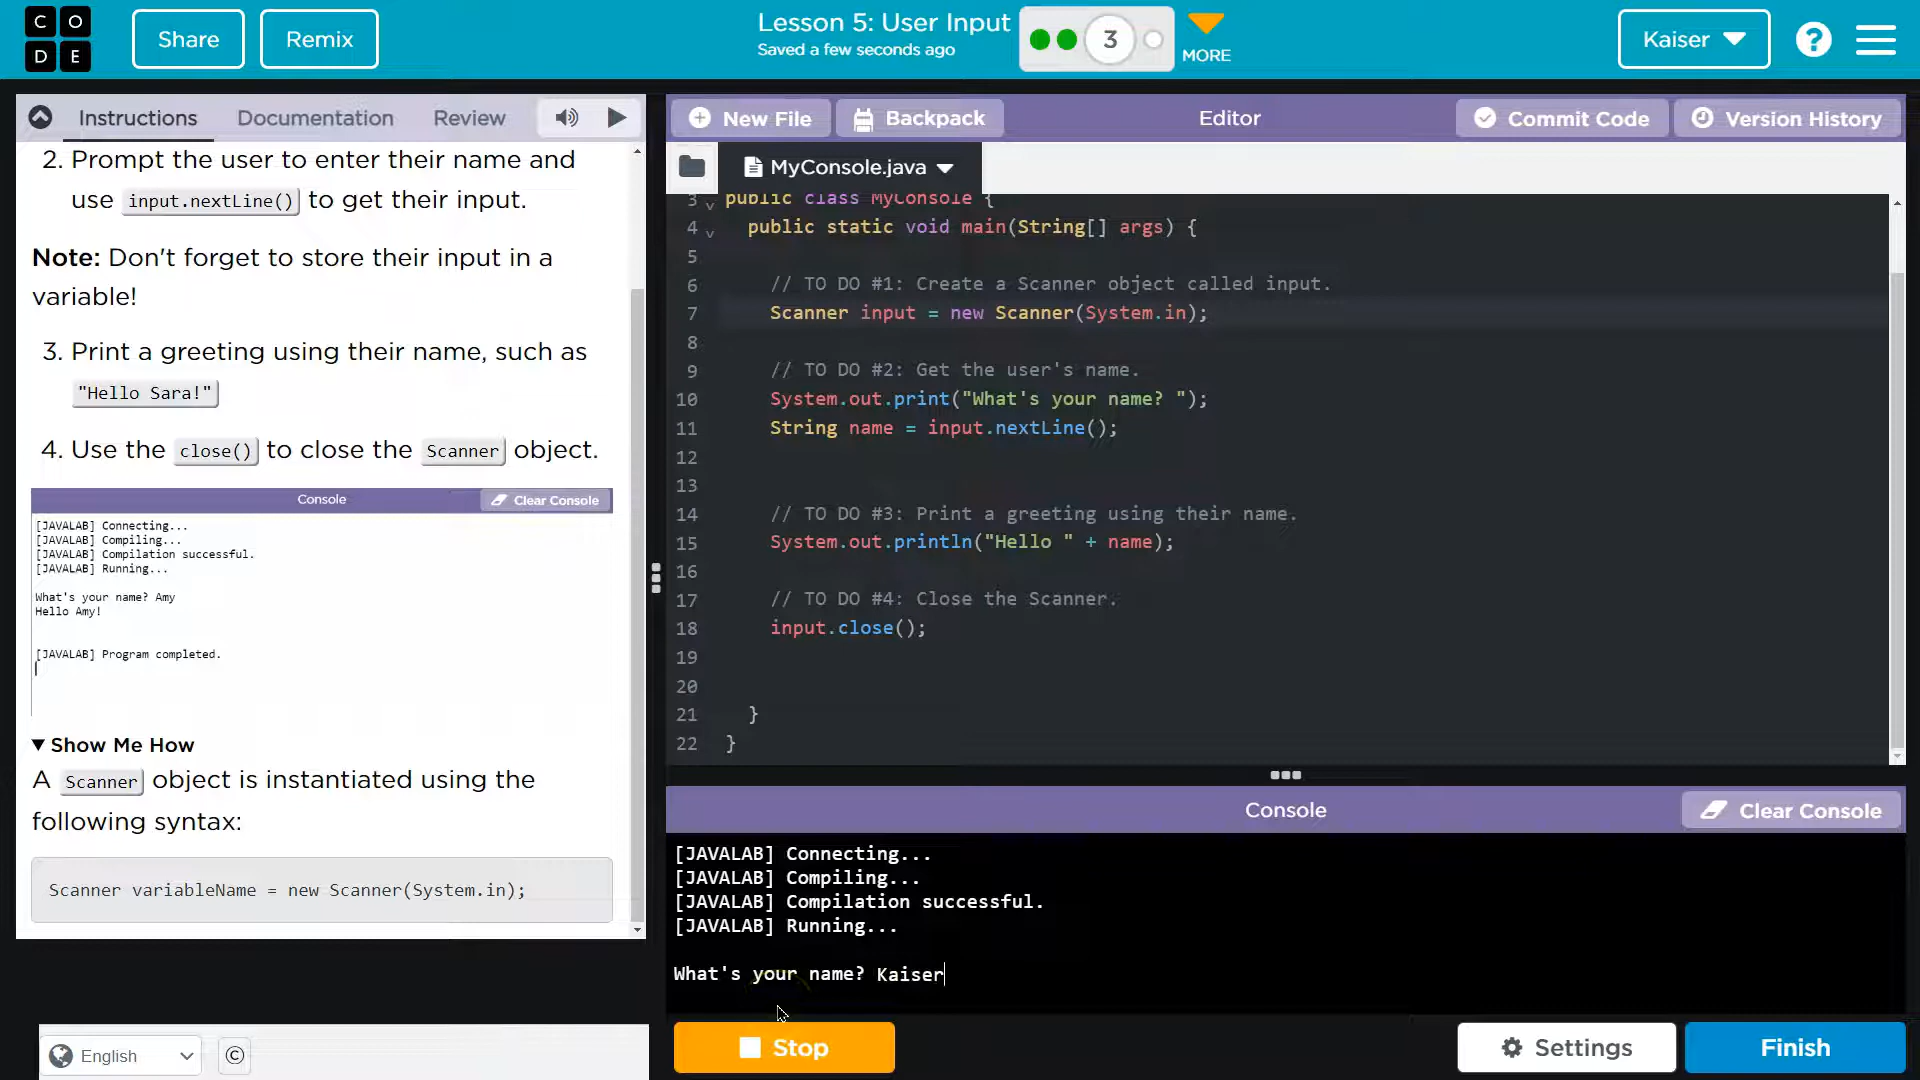 CODE
Share
Remix
Lesson 5: User Input
Saved a few seconds ago
3
MORE
Kaiser
?
Instructions
Documentation
Review
2. Prompt the user to enter their name and
use input.nextLine() to get their input.
Note: Don't forget to store their input in a
variable!
3. Print a greeting using their name, such as
"Hello Sara!"
4. Use the close() to close the Scanner object.
Console
Clear Console
[JAVALAB] Connecting...
[JAVALAB] Compiling...
[JAVALAB] Compilation successful.
[JAVALAB] Running...
What's your name? Amy
Hello Amy!
[JAVALAB] Program completed.
Show Me How
A Scanner object is instantiated using the
following syntax:
Scanner variableName = new Scanner(System.in);
English
©
New File
Backpack
Editor
Commit Code
Version History
MyConsole.java
3 public class MyConsole {
4 public static void main(String[] args) {
5
6 // TO DO #1: Create a Scanner object called input.
7 Scanner input = new Scanner(System.in);
8
9 // TO DO #2: Get the user's name.
10 System.out.print("What's your name? ");
11 String name = input.nextLine();
12
13
14 // TO DO #3: Print a greeting using their name.
15 System.out.println("Hello " + name);
16
17 // TO DO #4: Close the Scanner.
18 input.close();
19
20
21 }
22 }
Console
Clear Console
[JAVALAB] Connecting...
[JAVALAB] Compiling...
[JAVALAB] Compilation successful.
[JAVALAB] Running...
What's your name? Kaiser
Stop
Settings
Finish